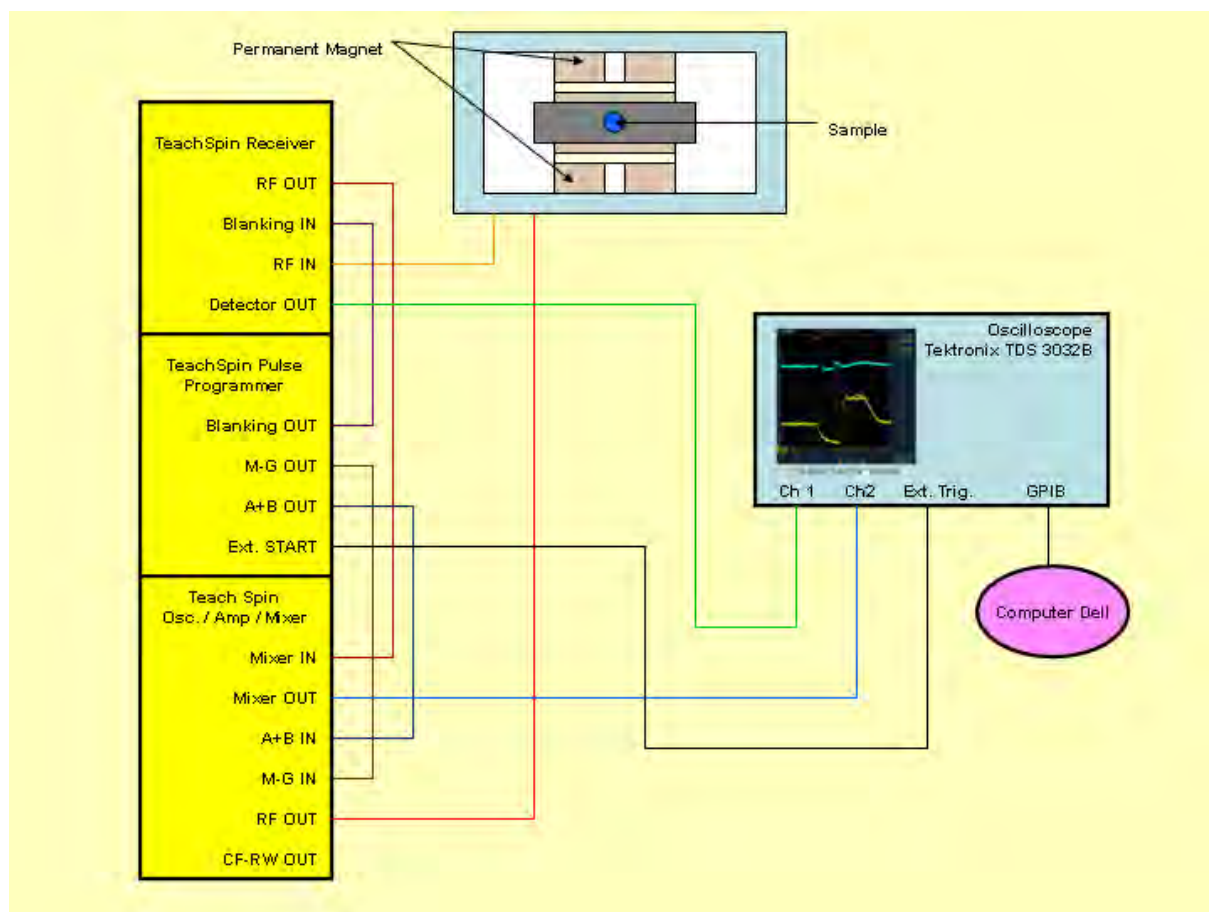 Permanent Magnet
Sample
TeachSpin Receiver
RF OUT
Blanking IN
RF IN
Detector OUT
TeachSpin Pulse
Programmer
Blanking OUT
M-G OUT
A+B OUT
Ext. START
Teach Spin
Osc. / Amp / Mixer
Mixer IN
Mixer OUT
A+B IN
M-G IN
RF OUT
CF-RW OUT
Oscilloscope
Tektronix TDS 3032B
Ch 1 Ch2 Ext. Trig. GPIB
Computer Dell